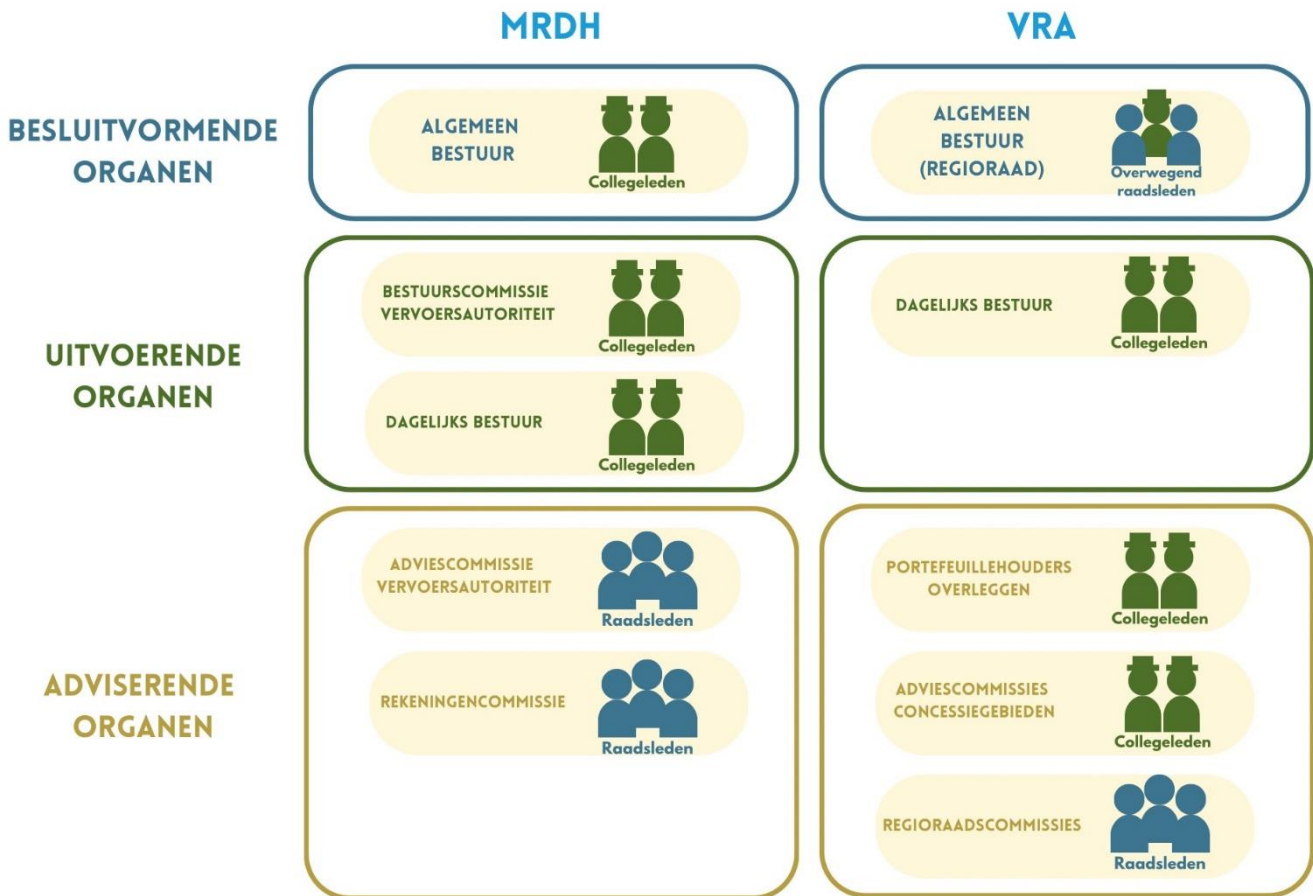 MRDH
VRA
BESLUITVORMENDE
ORGANEN
ALGEMEEN
BESTUUR
Collegeleden
ALGEMEEN
BESTUUR
(REGIORAAD)
Overwegend
raadsleden
UITVOERENDE
ORGANEN
BESTUURSCOMMISSIE
VERVOERSAUTORITEIT
Collegeleden
DAGELIJKS BESTUUR
Collegeleden
DAGELIJKS BESTUUR
Collegeleden
ADVISERENDE
ORGANEN
ADVIESCOMMISSIE
VERVOERSAUTORITEIT
Raadsleden
REKENINGENCOMMISSIE
Raadsleden
PORTEFEUILLEHOUDERS
OVERLEGGEN
Collegeleden
ADVIESCOMMISSIES
CONCESSIEGEBIEDEN
Collegeleden
REGIORAADSCOMMISSIES
Raadsleden